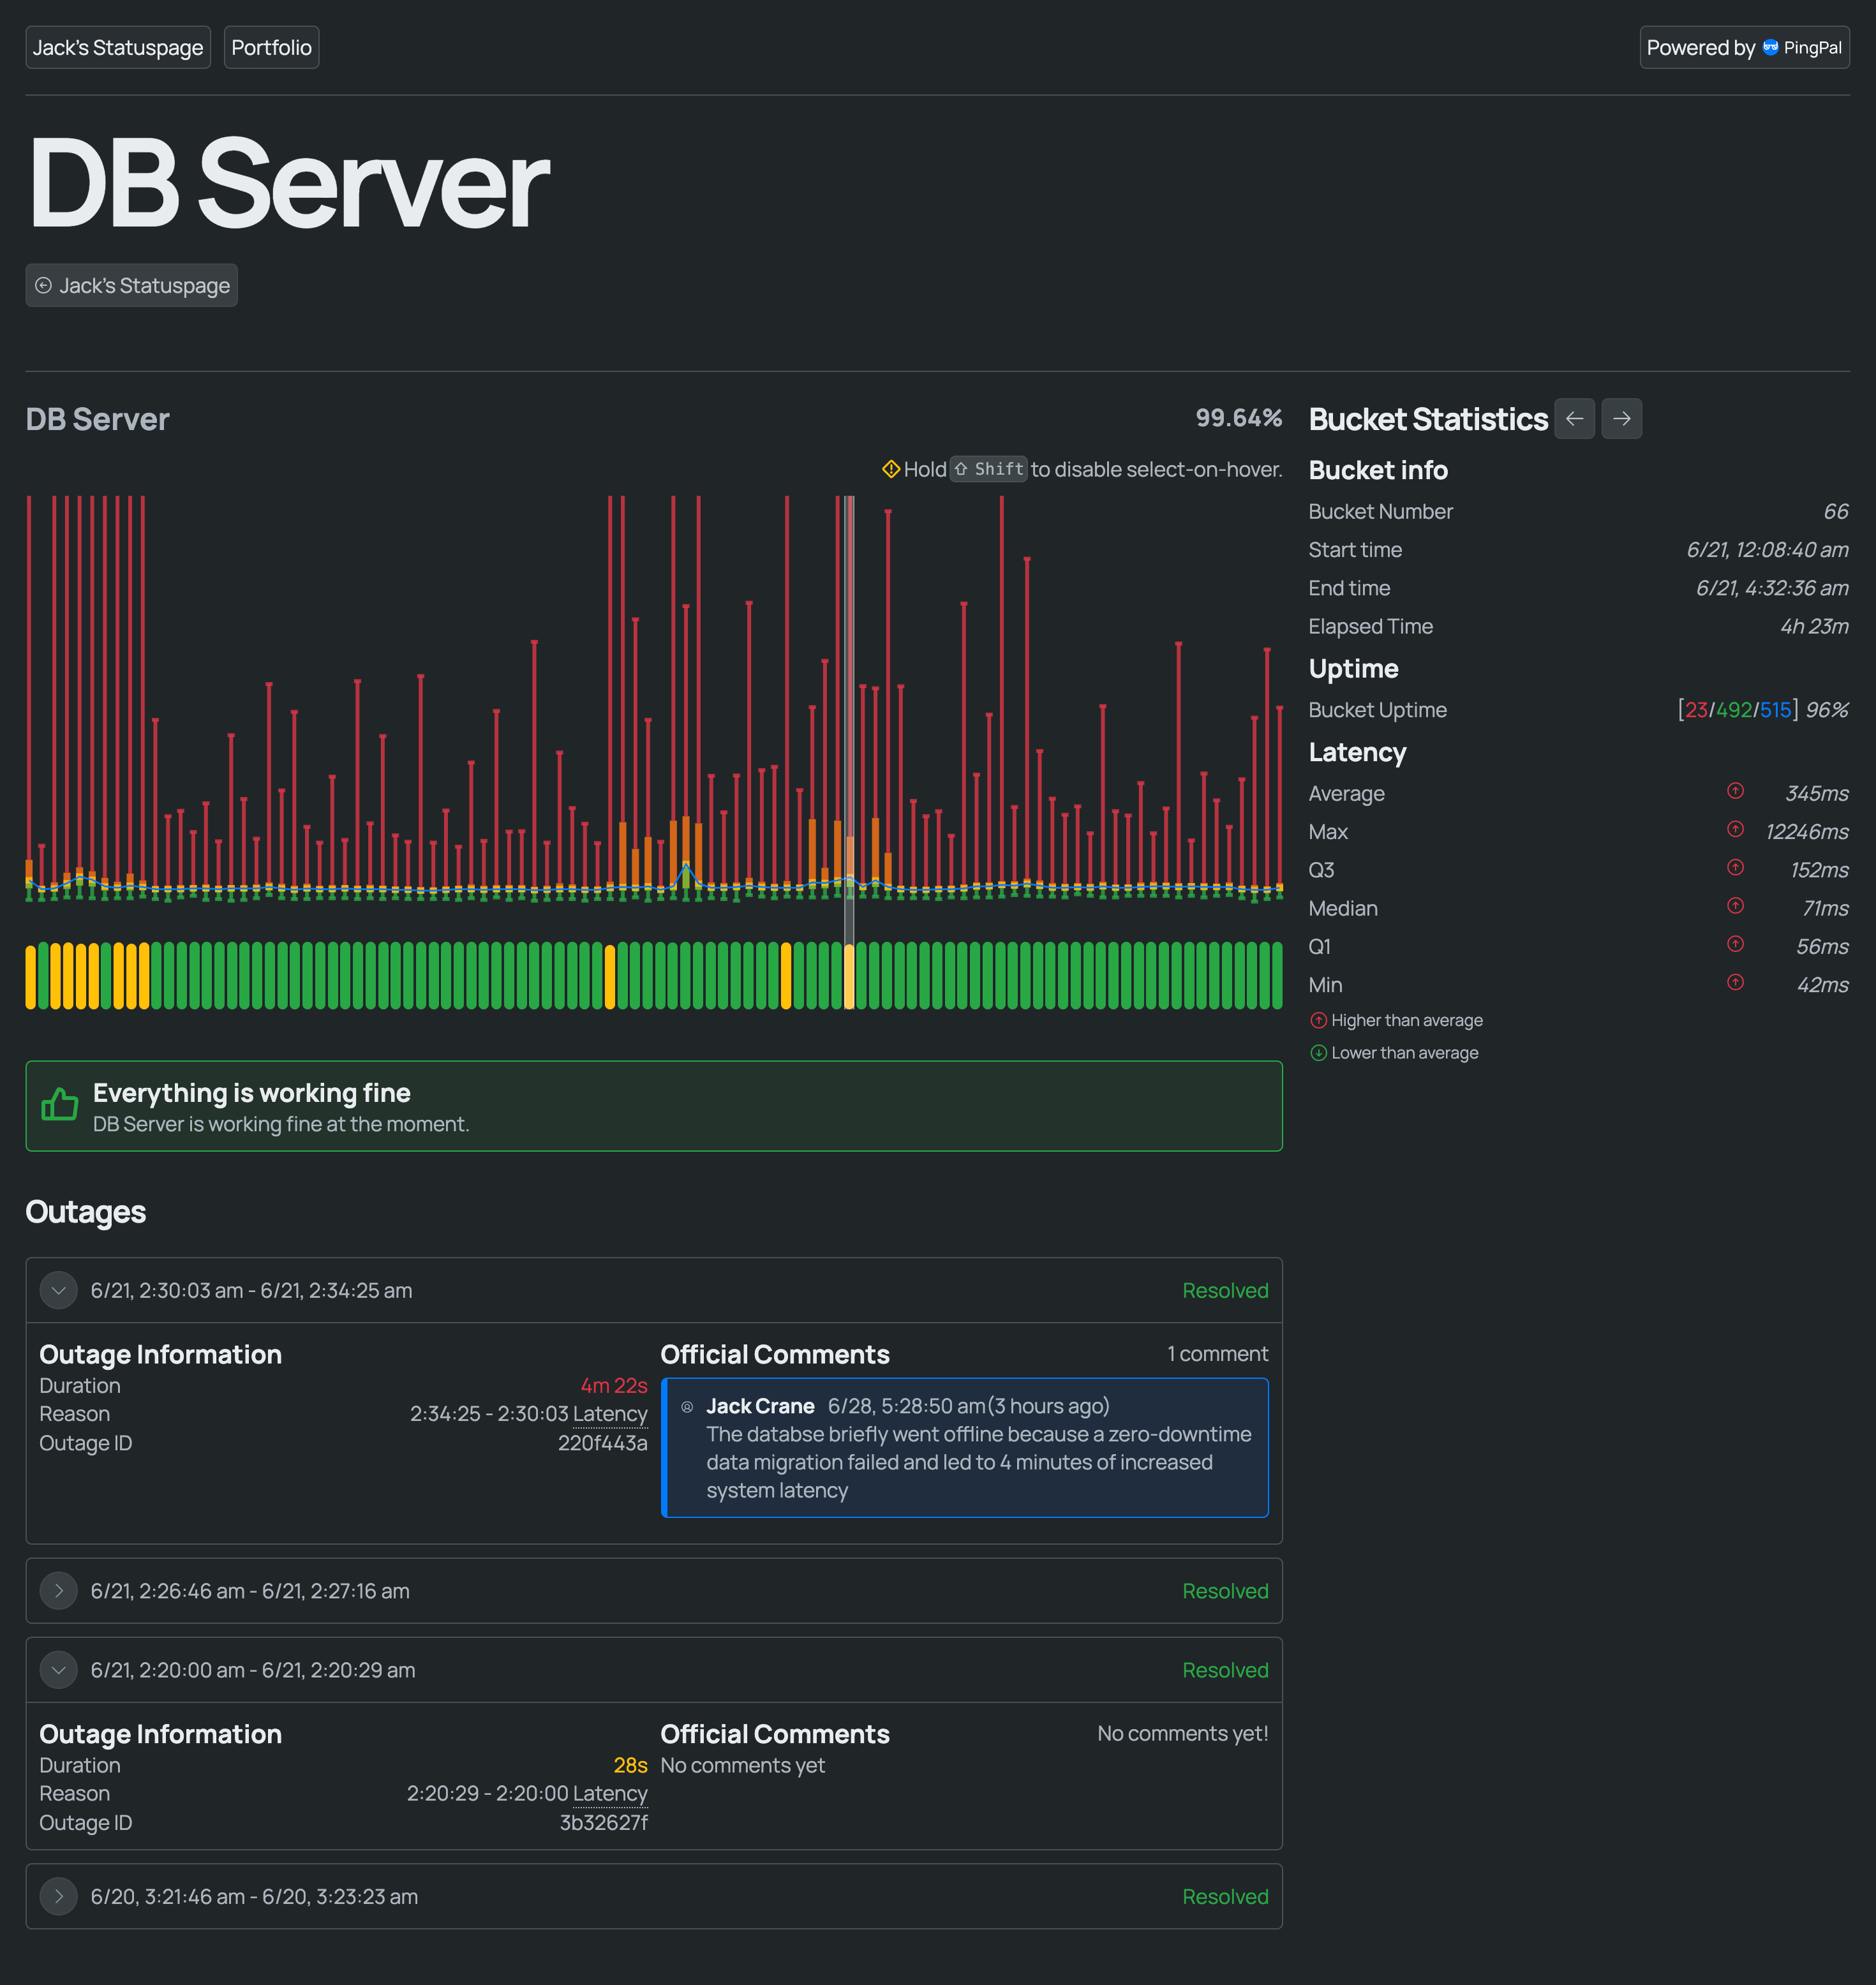 Jack's Statuspage Portfolio Powered by PingPal
DB Server
Jack's Statuspage
DB Server 99.64%
Hold Shift to disable select-on-hover.
Everything is working fine
DB Server is working fine at the moment.
Bucket Statistics
Bucket info
Bucket Number 66
Start time 6/21, 12:08:40 am
End time 6/21, 4:32:36 am
Elapsed Time 4h 23m
Uptime
Bucket Uptime [23/492/515] 96%
Latency
Average 345ms
Max 12246ms
Q3 152ms
Median 71ms
Q1 56ms
Min 42ms
Higher than average
Lower than average
Outages
6/21, 2:30:03 am - 6/21, 2:34:25 am Resolved
Outage Information
Duration 4m 22s
Reason 2:34:25 - 2:30:03 Latency
Outage ID 220f443a
Official Comments 1 comment
Jack Crane 6/28, 5:28:50 am(3 hours ago)
The databse briefly went offline because a zero-downtime
data migration failed and led to 4 minutes of increased
system latency
6/21, 2:26:46 am - 6/21, 2:27:16 am Resolved
6/21, 2:20:00 am - 6/21, 2:20:29 am Resolved
Outage Information
Duration 28s
Reason 2:20:29 - 2:20:00 Latency
Outage ID 3b32627f
Official Comments No comments yet!
No comments yet
6/20, 3:21:46 am - 6/20, 3:23:23 am Resolved